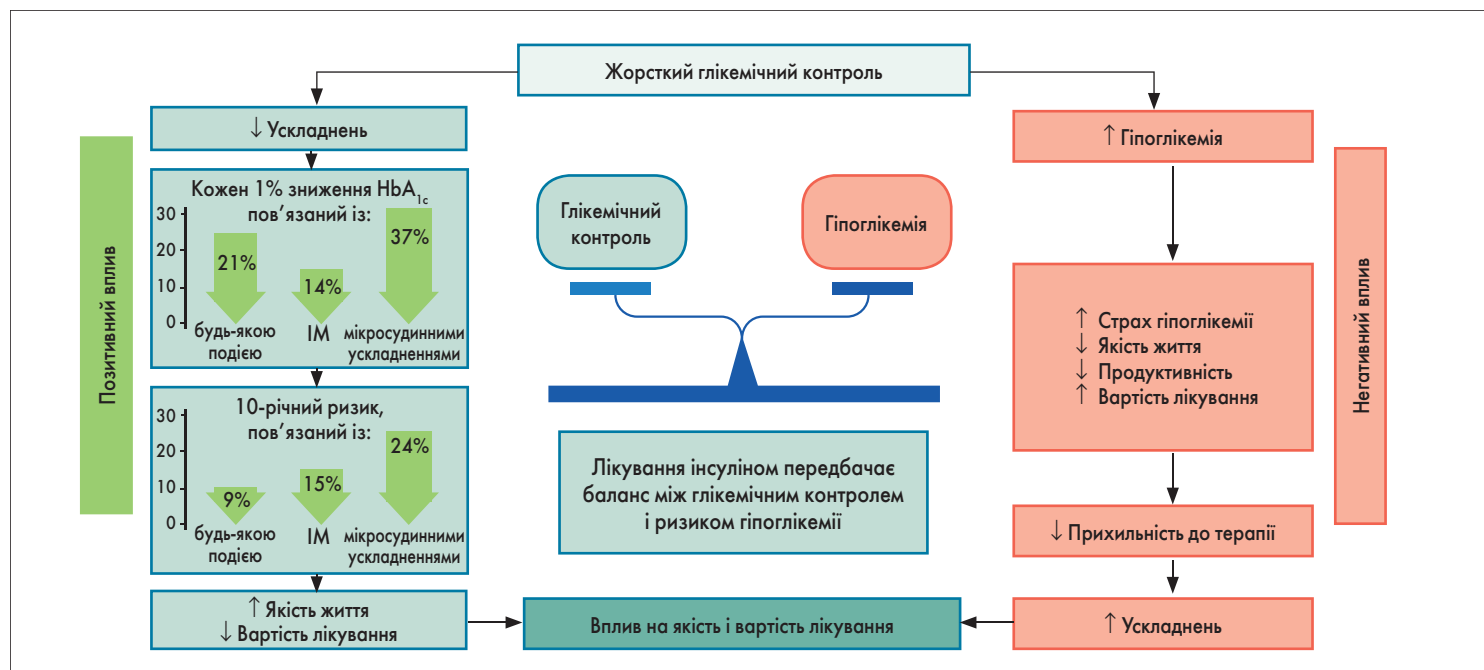 Жорсткий глікемічний контроль
Позитивний вплив
↓ Ускладнень
Кожен 1% зниження HbA1c
пов’язаний із:
30
20
10
0
21%
14%
37%
будь-якою
подією
ІМ
мікросудинними
ускладненнями
10-річний ризик,
пов’язаний із:
30
20
10
0
9%
15%
24%
будь-якою
подією
ІМ
мікросудинними
ускладненнями
↑ Якість життя
↓ Вартість лікування
Глікемічний
контроль
Гіпоглікемія
Лікування інсуліном передбачає
баланс між глікемічним контролем
і ризиком гіпоглікемії
Вплив на якість і вартість лікування
↑ Гіпоглікемія
↑ Страх гіпоглікемії
↓ Якість життя
↓ Продуктивність
↑ Вартість лікування
↓ Прихильність до терапії
↑ Ускладнень
Негативний вплив